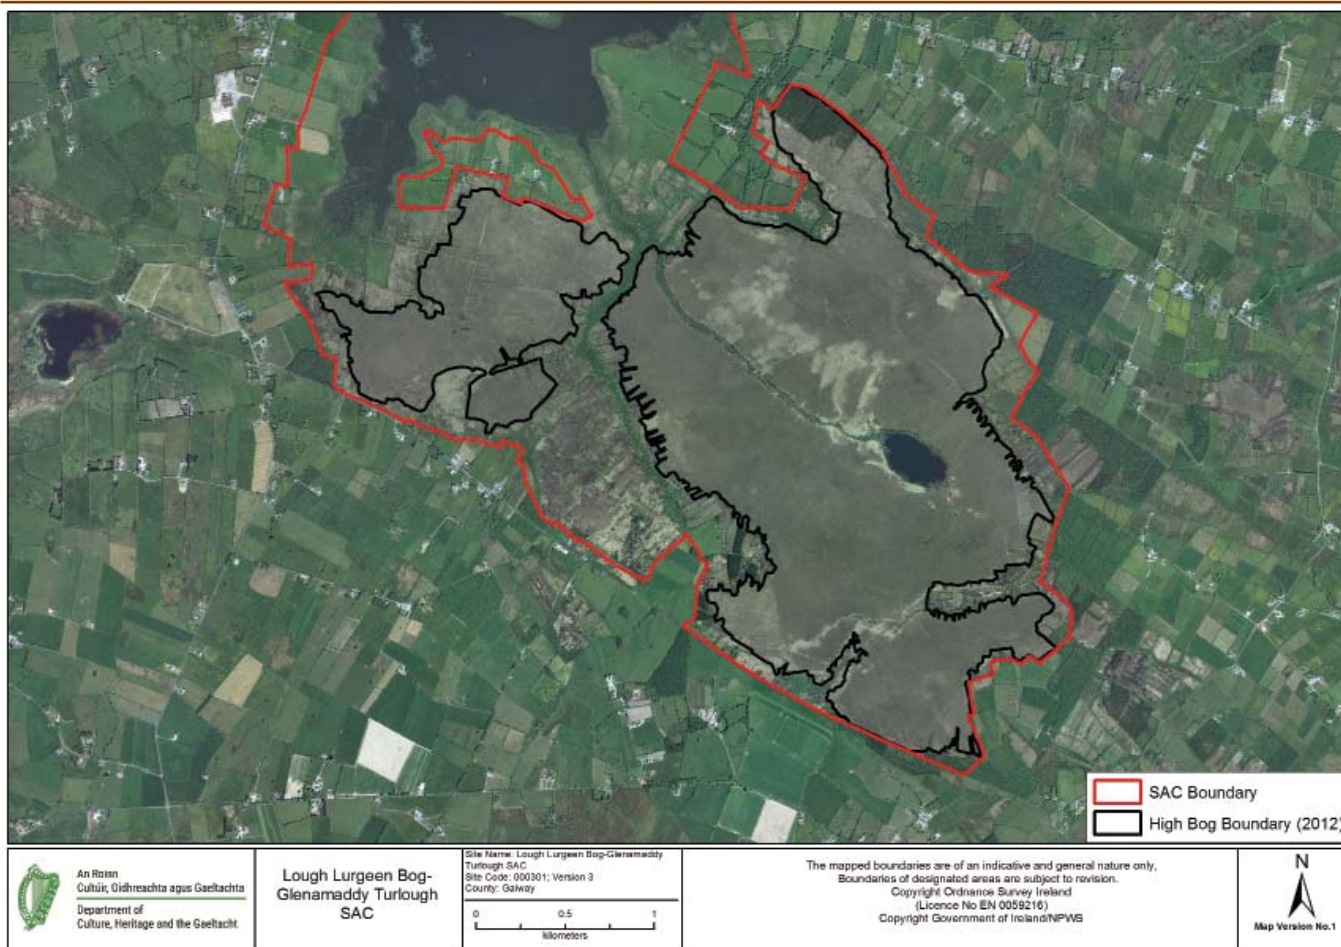 SAC Boundary
High Bog Boundary (2012)
An Roinn
Cultúir, Oidhreachta agus Gaeltachta
Department of
Culture, Heritage and the Gaeltacht
Lough Lurgeen Bog-
Glenamaddy Turlough
SAC
Site Name: Lough Lurgeen Bog-Glenamaddy
Turlough SAC
Site Code: 000301; Version 3
County: Galway
0 0.5 1
kilometers
The mapped boundaries are of an indicative and general nature only,
Boundaries of designated areas are subject to revision.
Copyright Ordnance Survey Ireland
(Licence No EN 0059216)
Copyright Government of Ireland/NPWS
N
Map Version No.1